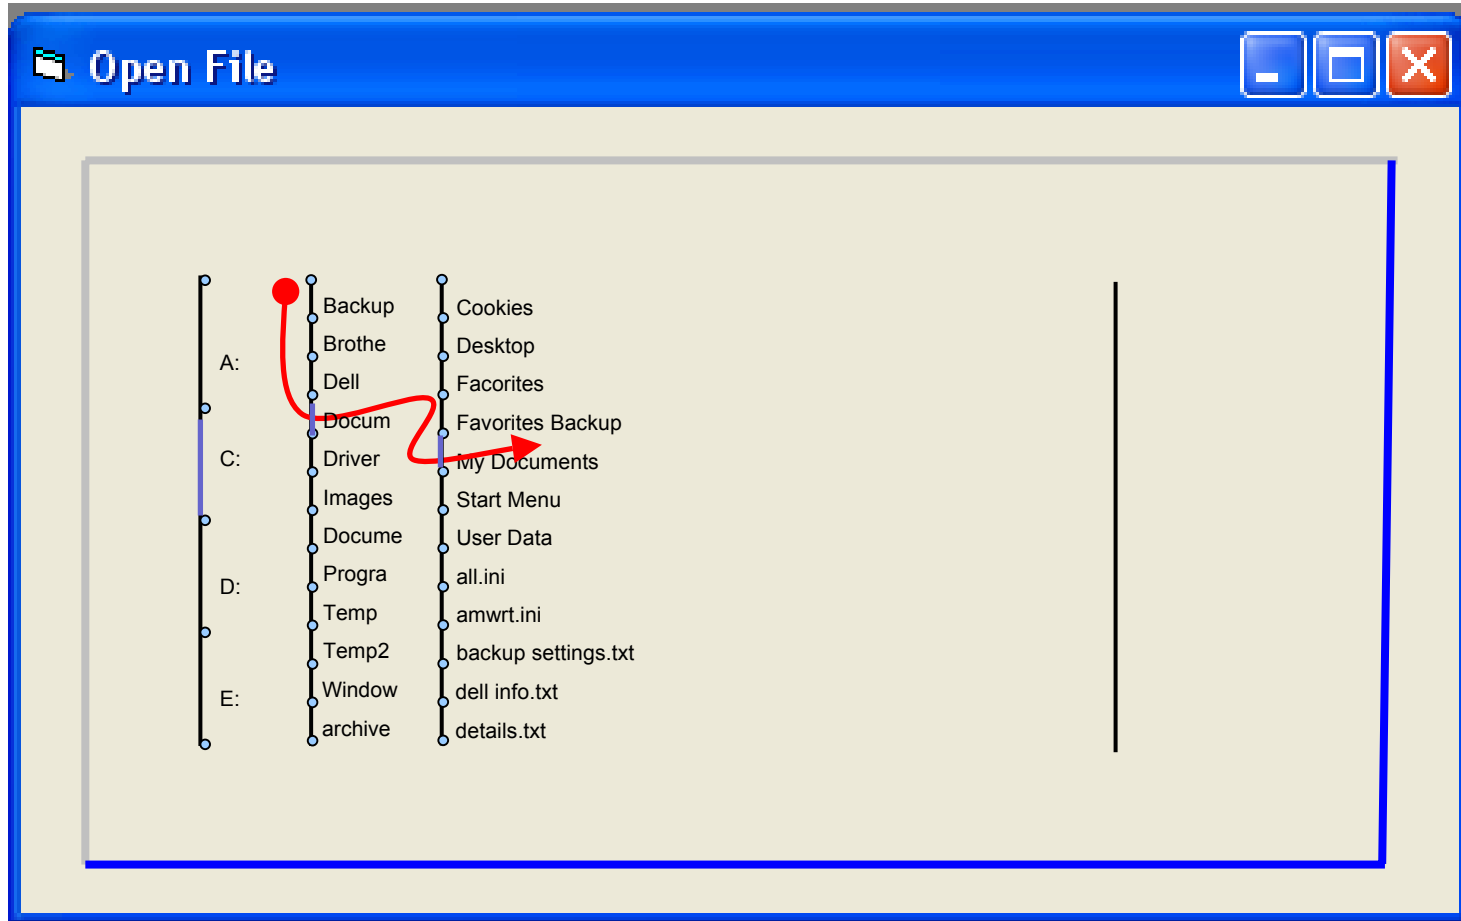 Open File
A:
C:
D:
E:
Backup
Brothe
Dell
Docum
Driver
Images
Docume
Progra
Temp
Temp2
Window
archive
Cookies
Desktop
Facorites
Favorites Backup
My Documents
Start Menu
User Data
all.ini
amwrt.ini
backup settings.txt
dell info.txt
details.txt